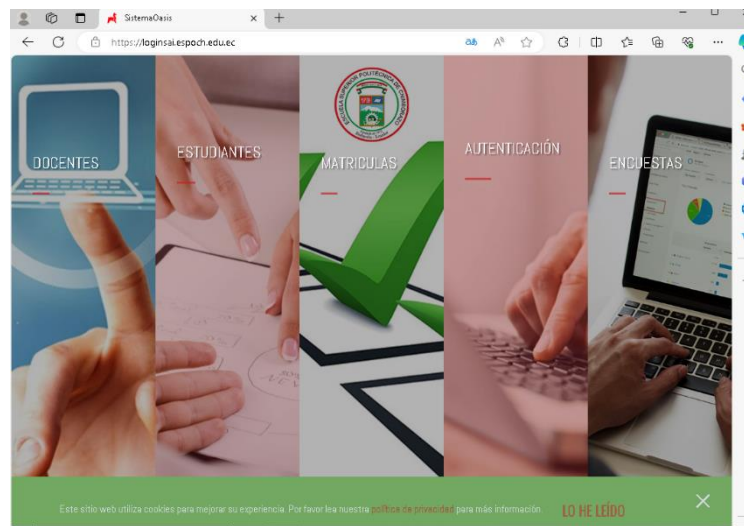 SistemaOasis
https://loginsai.espoch.edu.ec
DOCENTES
ESTUDIANTES
MATRICULAS
AUTENTICACIÓN
ENCUESTAS
Este sitio web utiliza cookies para mejorar su experiencia. Por favor lea nuestra política de privacidad para más información
LO HE LEÍDO